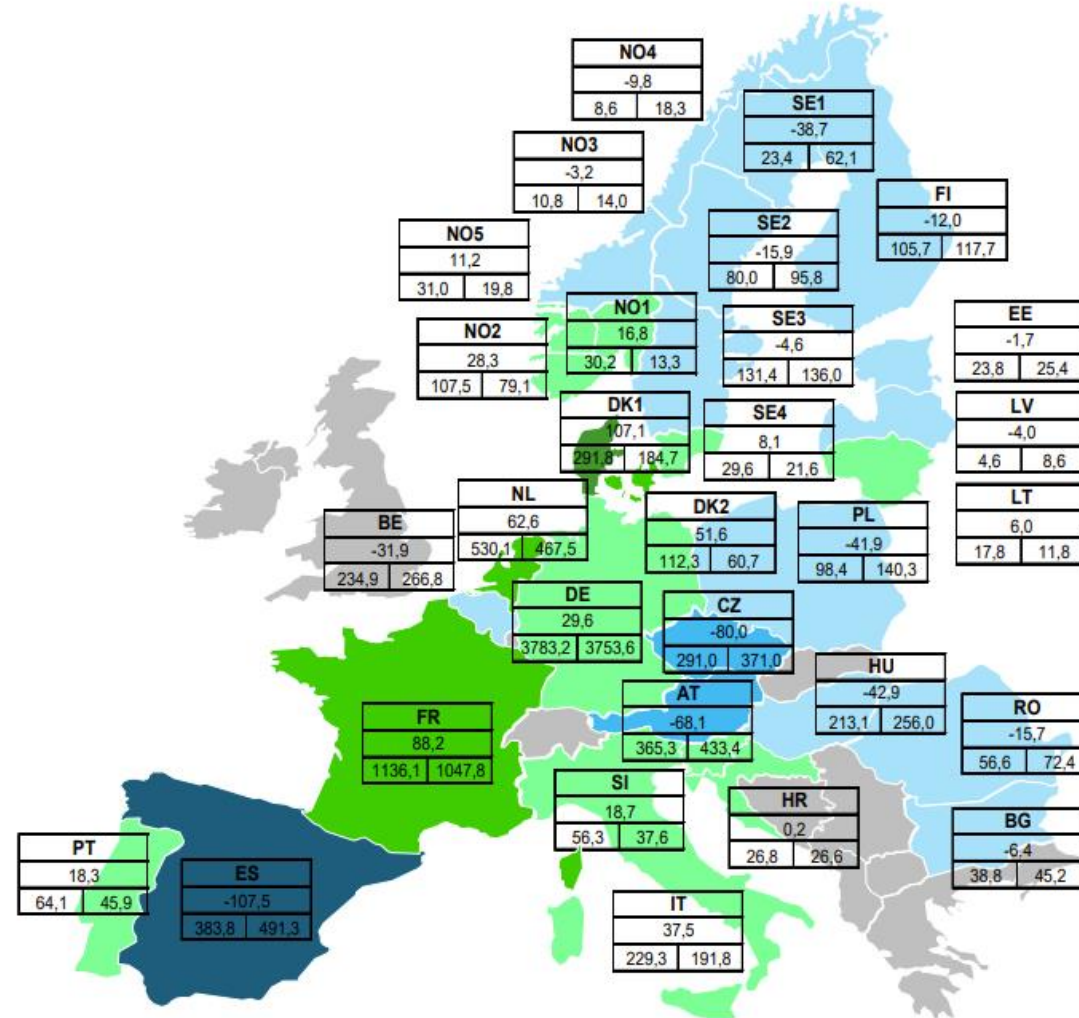 NO4
-9,8
8,6 18,3
SE1
-38,7
23,4 62,1
NO3
-3,2
10,8 14,0
FI
-12,0
105,7 117,7
SE2
-15,9
80,0 95,8
NO5
11,2
31,0 19,8
NO1
16,8
30,2 13,3
SE3
-4,6
131,4 136,0
EE
-1,7
23,8 25,4
NO2
28,3
107,5 79,1
DK1
107,1
291,8 184,7
SE4
8,1
29,6 21,6
LV
-4,0
4,6 8,6
NL
62,6
530,1 467,5
DK2
51,6
112,3 60,7
PL
-41,9
98,4 140,3
LT
6,0
17,8 11,8
BE
-31,9
234,9 266,8
DE
29,6
3783,2 3753,6
CZ
-80,0
291,0 371,0
HU
-42,9
213,1 256,0
AT
-68,1
365,3 433,4
RO
-15,7
56,6 72,4
FR
88,2
1136,1 1047,8
SI
18,7
56,3 37,6
HR
0,2
26,8 26,6
BG
-6,4
38,8 45,2
PT
18,3
64,1 45,9
ES
-107,5
383,8 491,3
IT
37,5
229,3 191,8